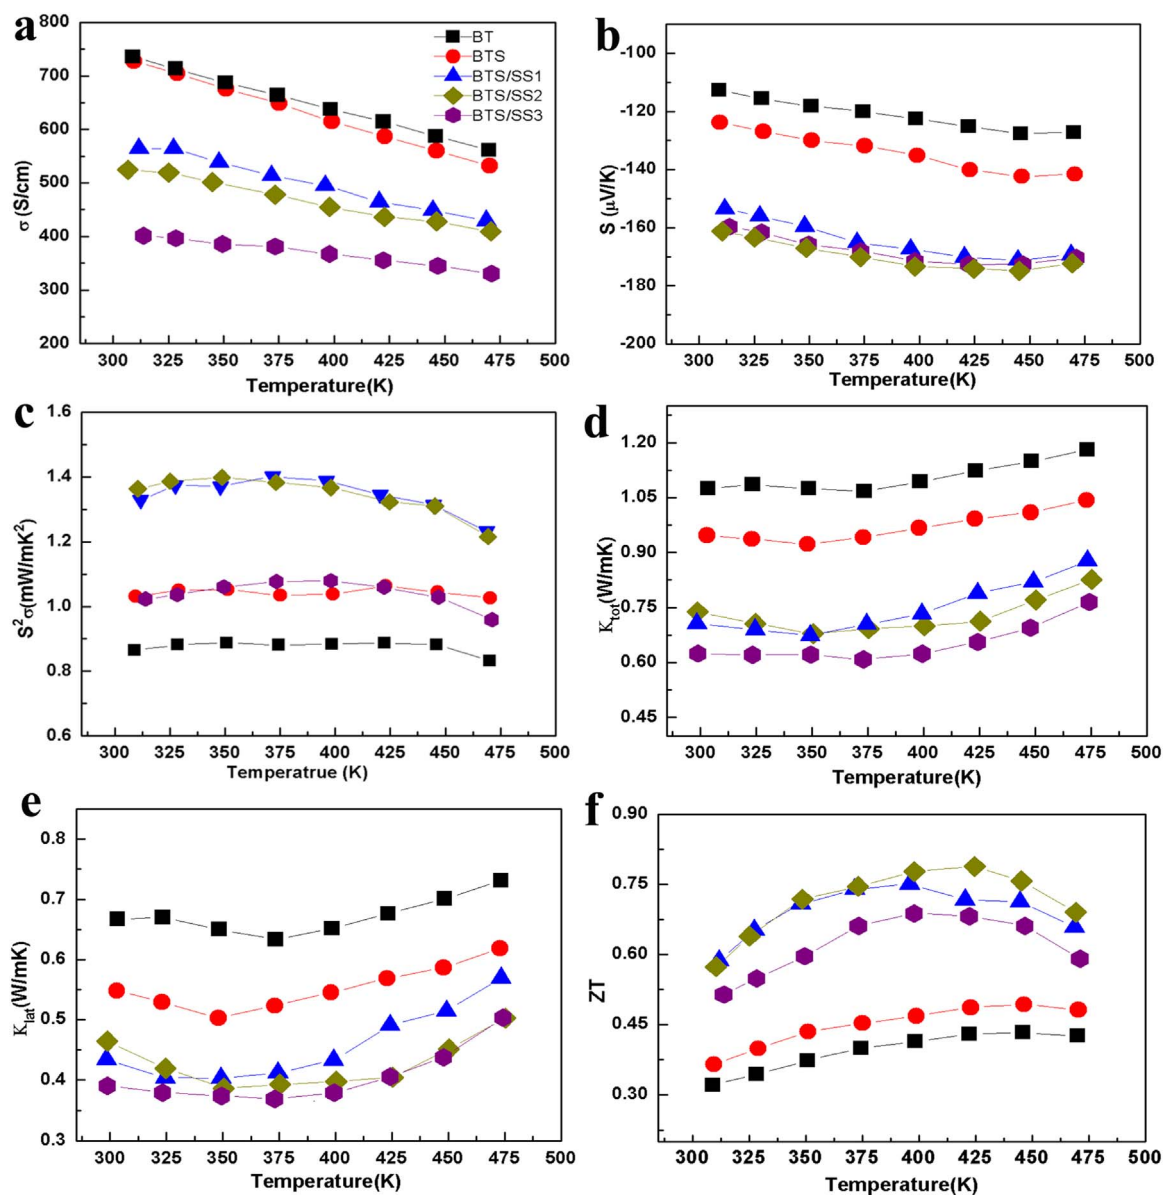 a
800
700
600
500
400
300
200
σ (S/cm)
BT
BTS
BTS/SS1
BTS/SS2
BTS/SS3
300 325 350 375 400 425 450 475 500
Temperature(K)
b
-100
-120
-140
-160
-180
-200
S (μV/K)
300 325 350 375 400 425 450 475 500
Temperature(K)
c
1.6
1.4
1.2
1.0
0.8
0.6
S²σ(mW/mK²)
300 325 350 375 400 425 450 475 500
Temperatrue (K)
d
1.20
1.05
0.90
0.75
0.60
0.45
Κtot(W/mK)
300 325 350 375 400 425 450 475 500
Temperature(K)
e
0.8
0.7
0.6
0.5
0.4
0.3
Κlat(W/mK)
300 325 350 375 400 425 450 475 500
Temperature(K)
f
0.90
0.75
0.60
0.45
0.30
ZT
300 325 350 375 400 425 450 475 500
Temperature(K)